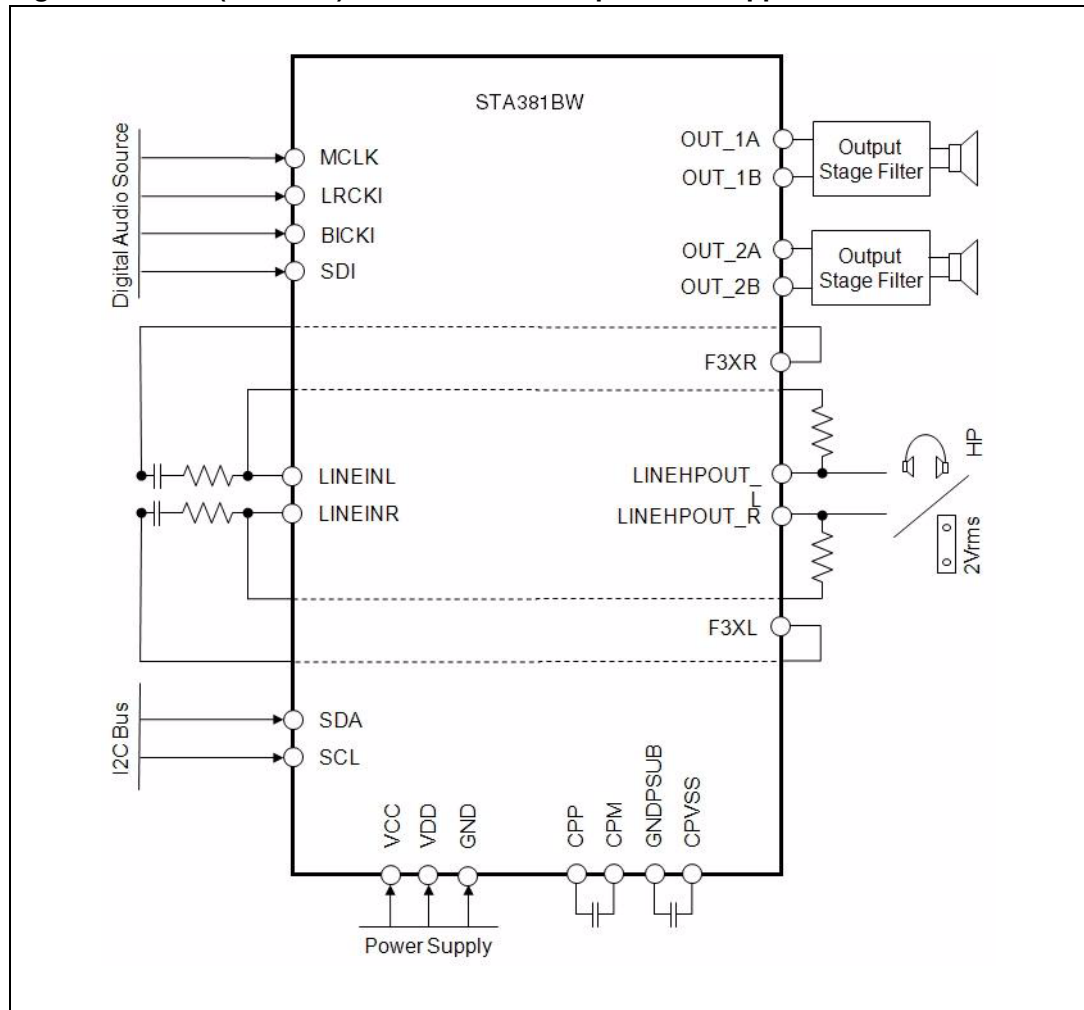 STA381BW
Digital Audio Source
MCLK
LRCKI
BICKI
SDI
OUT_1A
OUT_1B
Output
Stage Filter
OUT_2A
OUT_2B
Output
Stage Filter
F3XR
LINEINL
LINEINR
LINEHPOUT_
L
LINEHPOUT_R
HP
2Vrms
F3XL
I2C Bus
SDA
SCL
VCC
VDD
GND
CPP
CPM
GNDPSUB
CPVSS
Power Supply